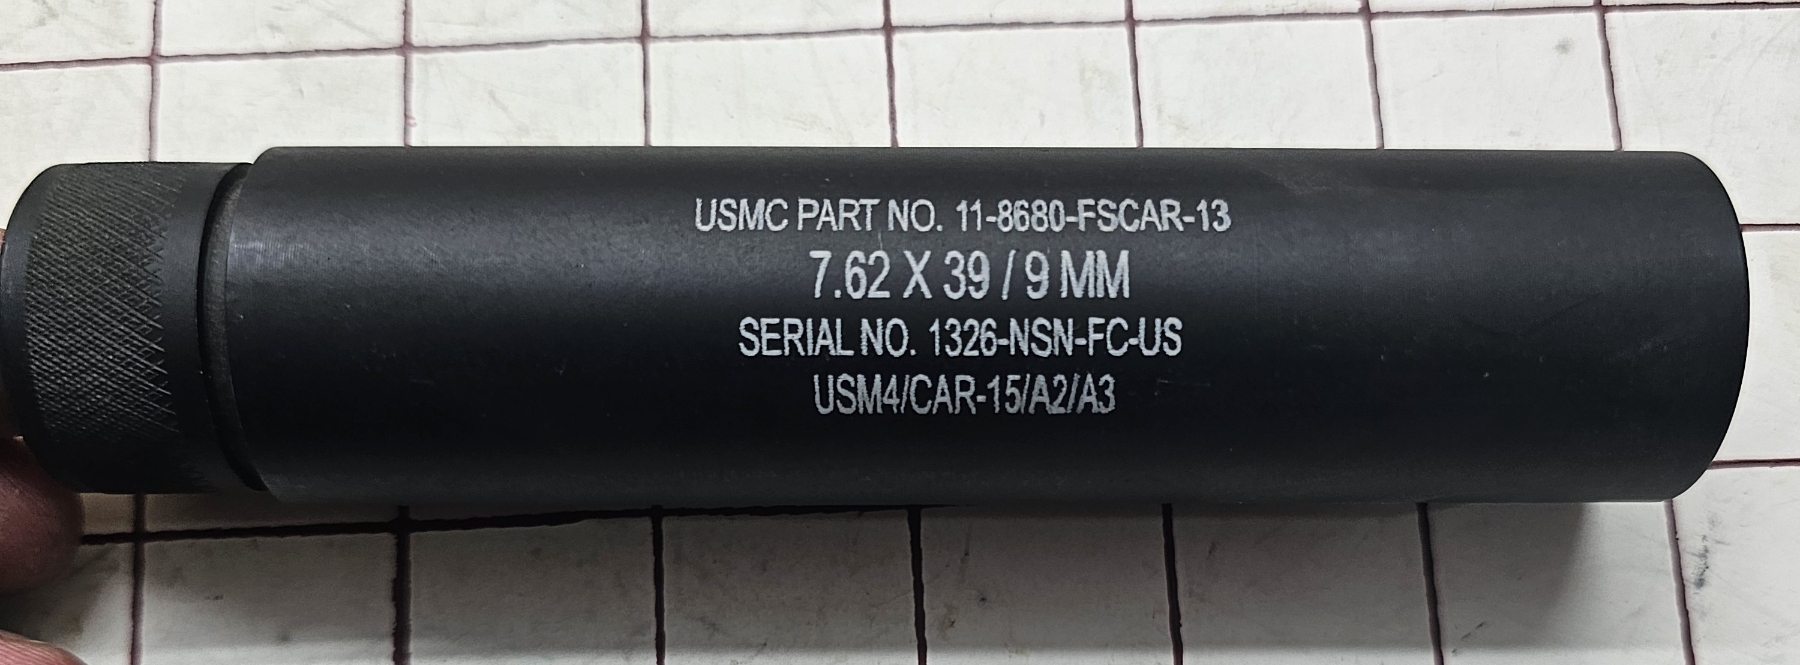 USMC PART NO. 11-8680-FSCAR-13
7.62 X 39 / 9 MM
SERIAL NO. 1326-NSN-FC-US
USM4/CAR-15/A2/A3